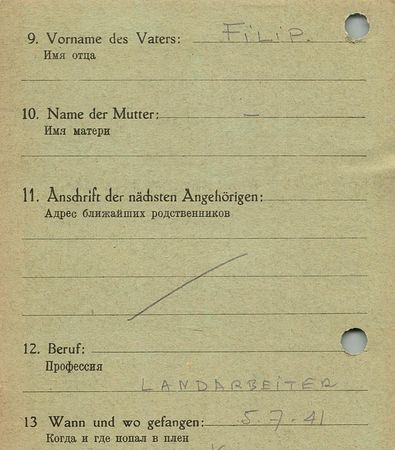 9. Vorname des Vaters: FiLiP.
Имя отца
10. Name der Mutter: —
Имя матери
11. Anschrift der nächsten Angehörigen:
Адрес ближайших родственников
12. Beruf:
Профессия
LANDARBEITER
13 Wann und wo gefangen: 5.7.41
Когда и где попал в плен